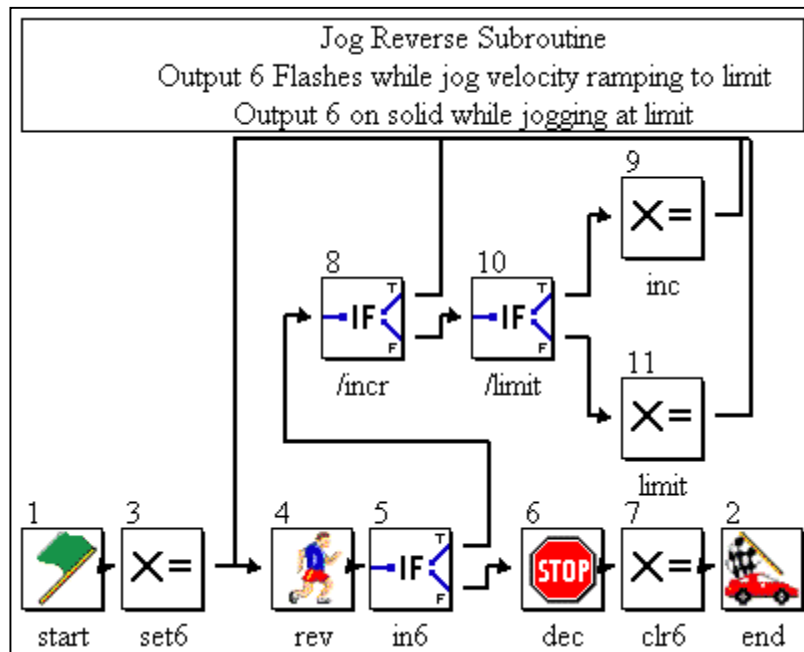 Jog Reverse Subroutine
Output 6 Flashes while jog velocity ramping to limit
Output 6 on solid while jogging at limit
9
X=
inc
8
IF
T
F
/incr
10
IF
T
F
/limit
11
X=
limit
1
start
3
X=
set6
4
rev
5
IF
T
F
in6
6
STOP
dec
7
X=
clr6
2
end